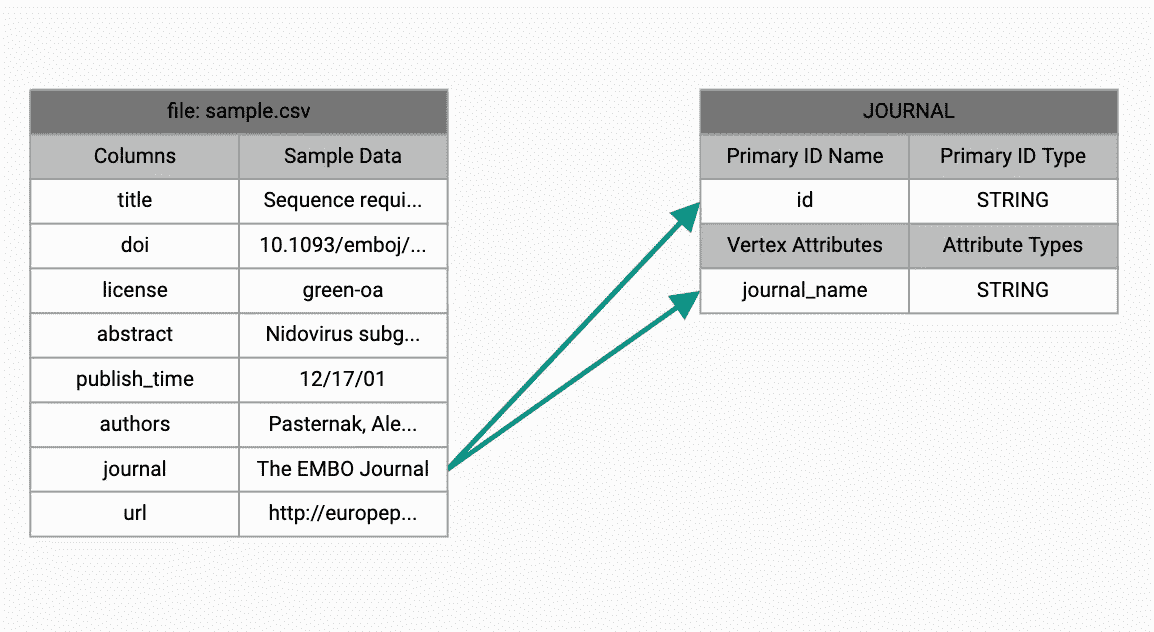 file: sample.csv
Columns Sample Data
title Sequence requi...
doi 10.1093/emboj/...
license green-oa
abstract Nidovirus subg...
publish_time 12/17/01
authors Pasternak, Ale...
journal The EMBO Journal
url http://europep...
JOURNAL
Primary ID Name Primary ID Type
id STRING
Vertex Attributes Attribute Types
journal_name STRING